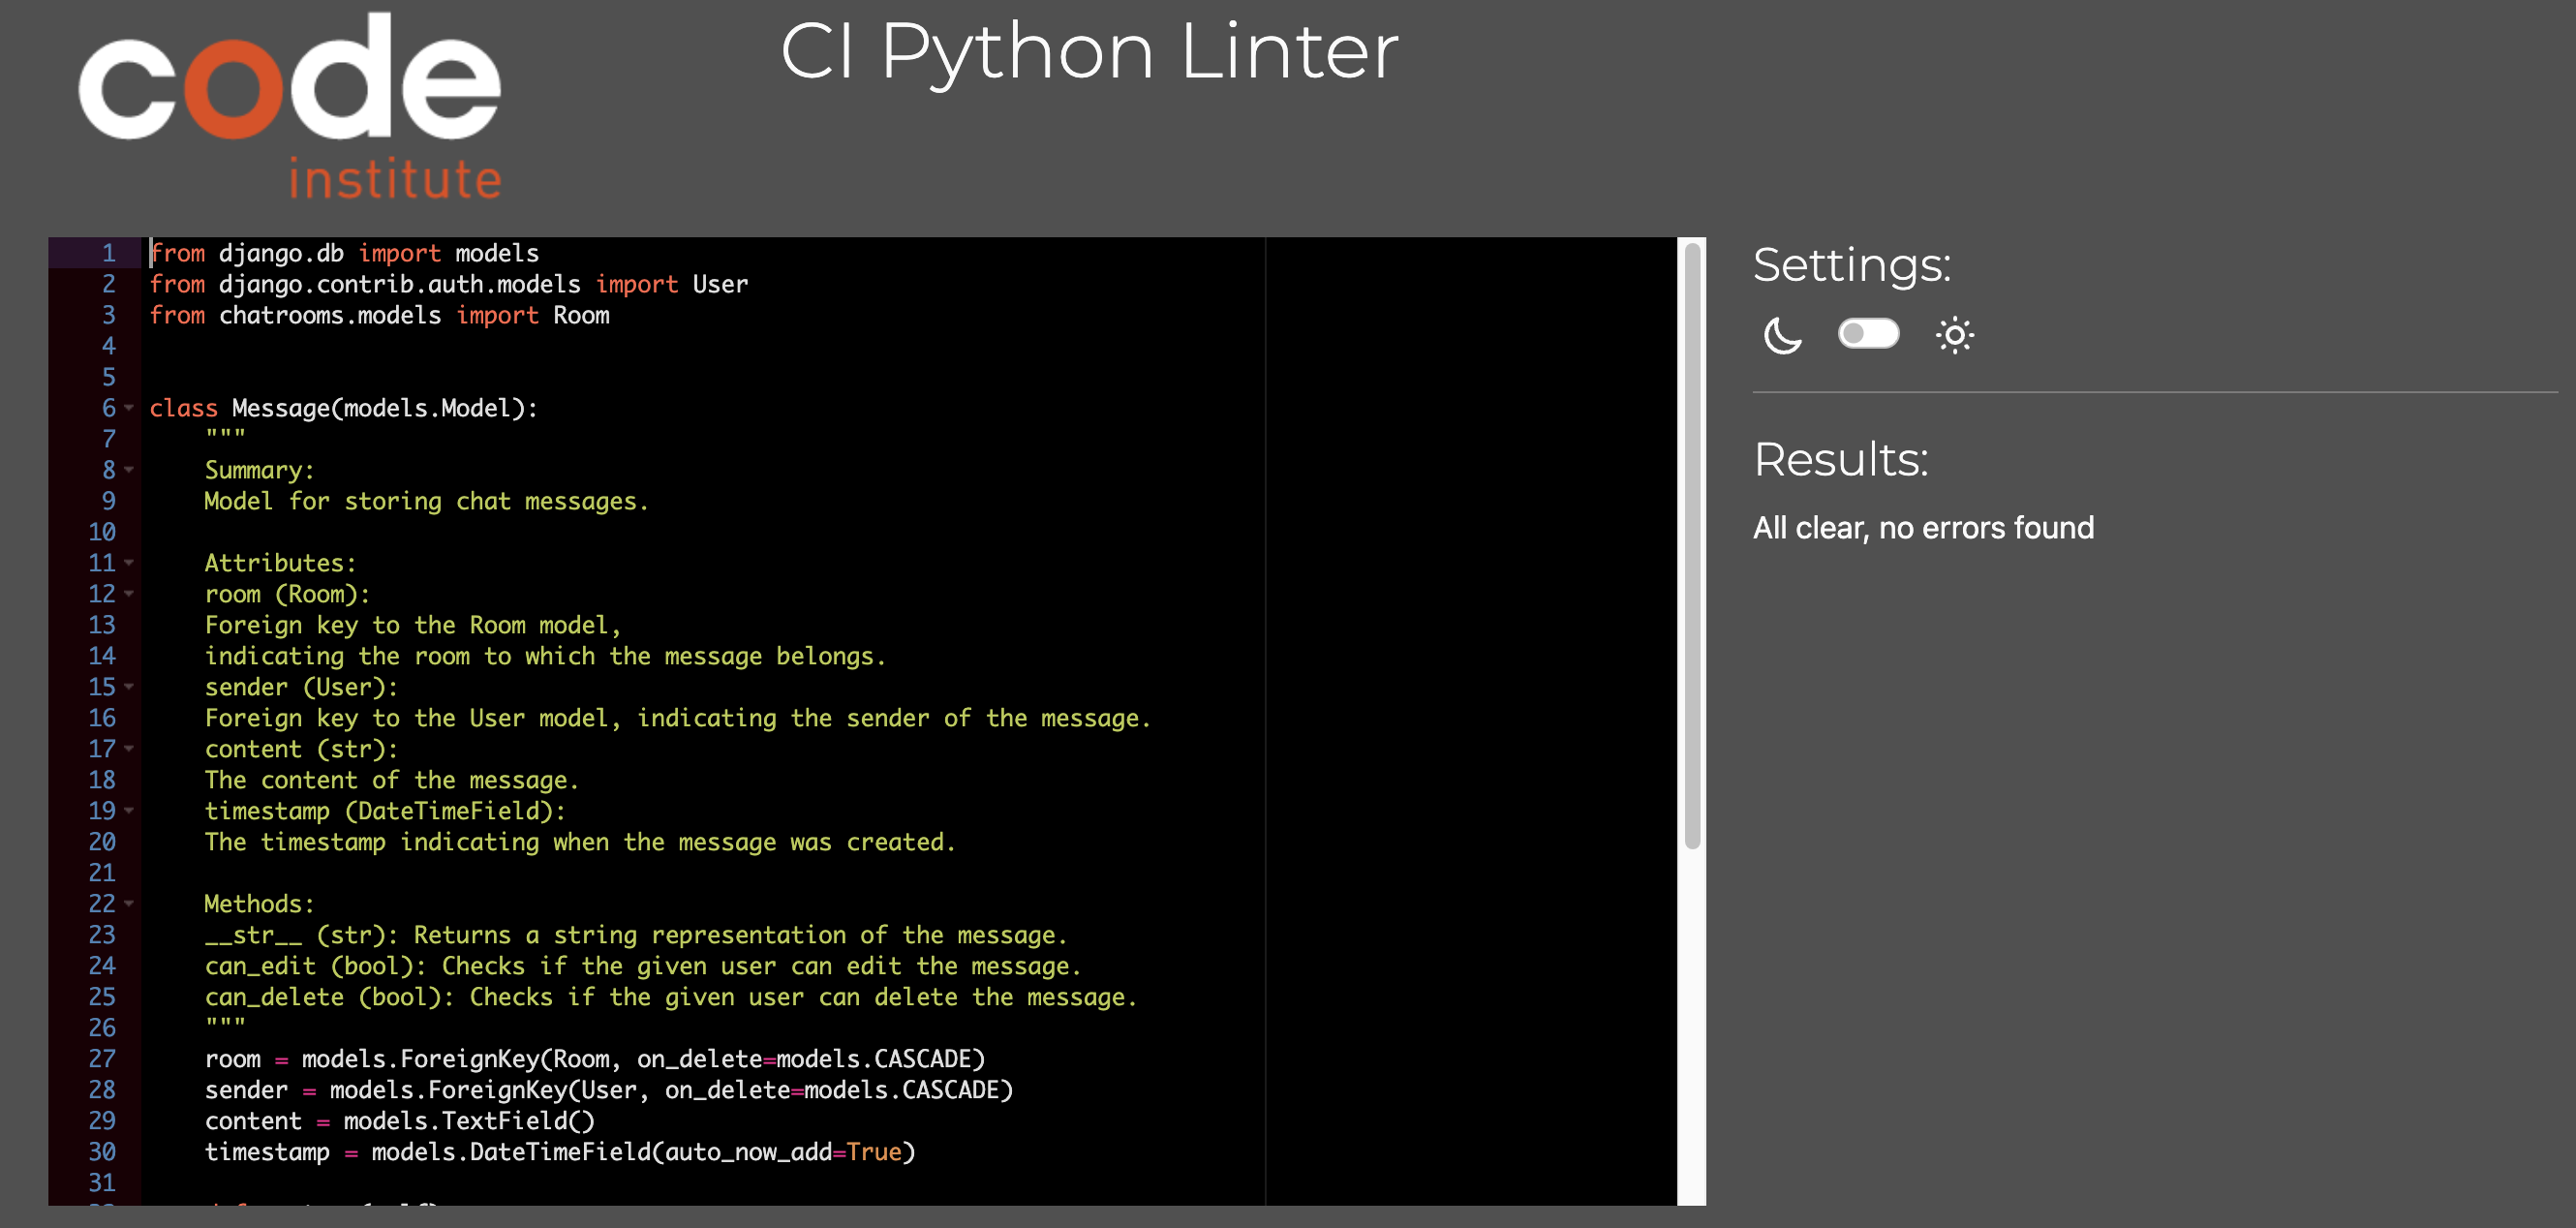 code
institute
CI Python Linter
1 from django.db import models
2 from django.contrib.auth.models import User
3 from chatrooms.models import Room
4
5
6 class Message(models.Model):
7     """
8     Summary:
9     Model for storing chat messages.
10
11     Attributes:
12     room (Room):
13     Foreign key to the Room model,
14     indicating the room to which the message belongs.
15     sender (User):
16     Foreign key to the User model, indicating the sender of the message.
17     content (str):
18     The content of the message.
19     timestamp (DateTimeField):
20     The timestamp indicating when the message was created.
21
22     Methods:
23     __str__ (str): Returns a string representation of the message.
24     can_edit (bool): Checks if the given user can edit the message.
25     can_delete (bool): Checks if the given user can delete the message.
26     """
27     room = models.ForeignKey(Room, on_delete=models.CASCADE)
28     sender = models.ForeignKey(User, on_delete=models.CASCADE)
29     content = models.TextField()
30     timestamp = models.DateTimeField(auto_now_add=True)
31
Settings:
Results:
All clear, no errors found